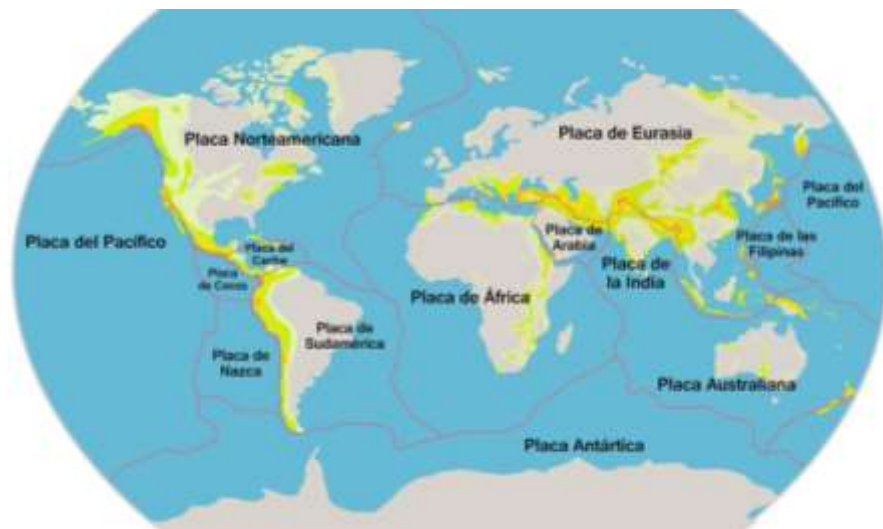 Placa Norteamericana
Placa de Eurasia
Placa del
Pacífico
Placa del Pacífico
Placa del
Caribe
Placa
de Cocos
Placa de
Arabia
Placa de las
Filipinas
Placa de
la India
Placa de África
Placa de
Sudamérica
Placa de
Nazca
Placa Australiana
Placa Antártica